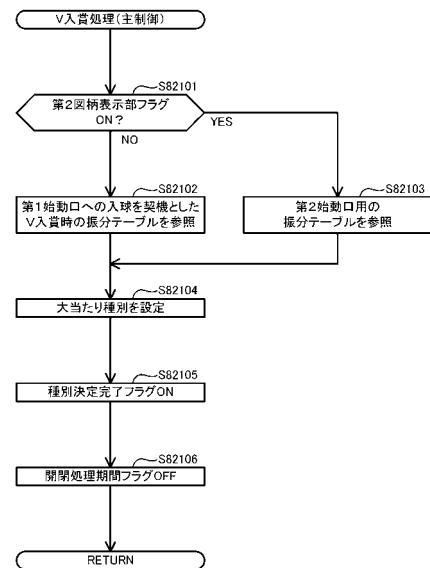 V入賞処理(主制御)
S82101
第2図柄表示部フラグ
ON?
YES
NO
S82102
第1始動口への入球を契機とした
V入賞時の振分テーブルを参照
S82103
第2始動口用の
振分テーブルを参照
S82104
大当たり種別を設定
S82105
種別決定完了フラグON
S82106
開閉処理期間フラグOFF
RETURN